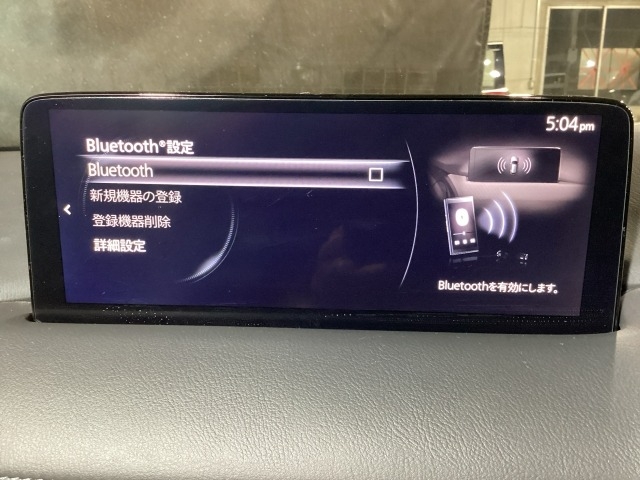 5:04pm
Bluetooth®設定
Bluetooth
新規機器の登録
登録機器削除
詳細設定
Bluetoothを有効にします。